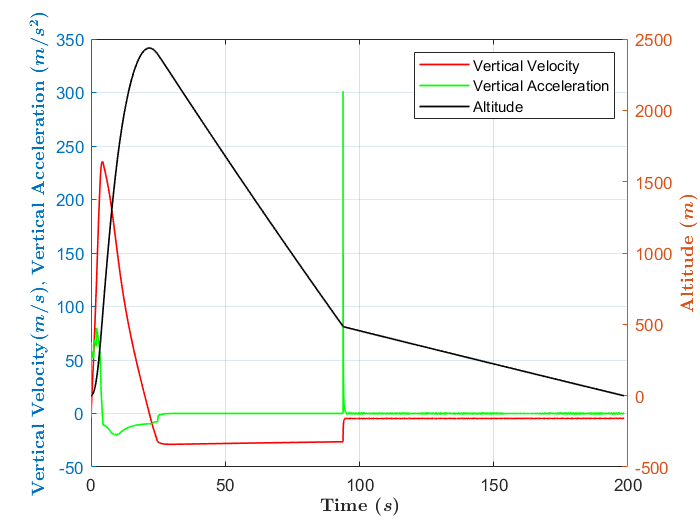 Vertical Velocity(m/s), Vertical Acceleration (m/s²)
350
300
250
200
150
100
50
0
-50
Vertical Velocity
Vertical Acceleration
Altitude
2500
2000
1500
1000
500
0
-500
Altitude (m)
0 50 100 150 200
Time (s)